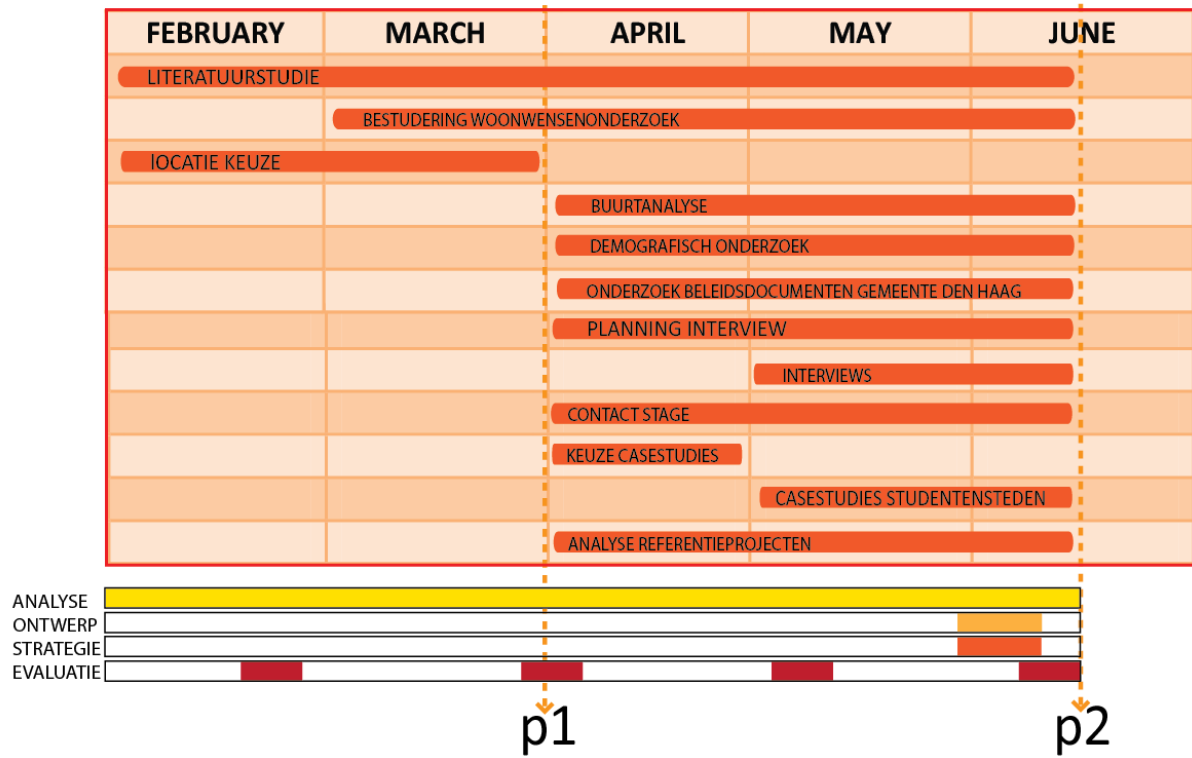 FEBRUARY MARCH APRIL MAY JUNE
LITERATUURSTUDIE
BESTUDERING WOONWENSENONDERZOEK
lOCATIE KEUZE
BUURTANALYSE
DEMOGRAFISCH ONDERZOEK
ONDERZOEK BELEIDSDOCUMENTEN GEMEENTE DEN HAAG
PLANNING INTERVIEW
INTERVIEWS
CONTACT STAGE
KEUZE CASESTUDIES
CASESTUDIES STUDENTENSTEDEN
ANALYSE REFERENTIEPROJECTEN
ANALYSE
ONTWERP
STRATEGIE
EVALUATIE
p1 p2